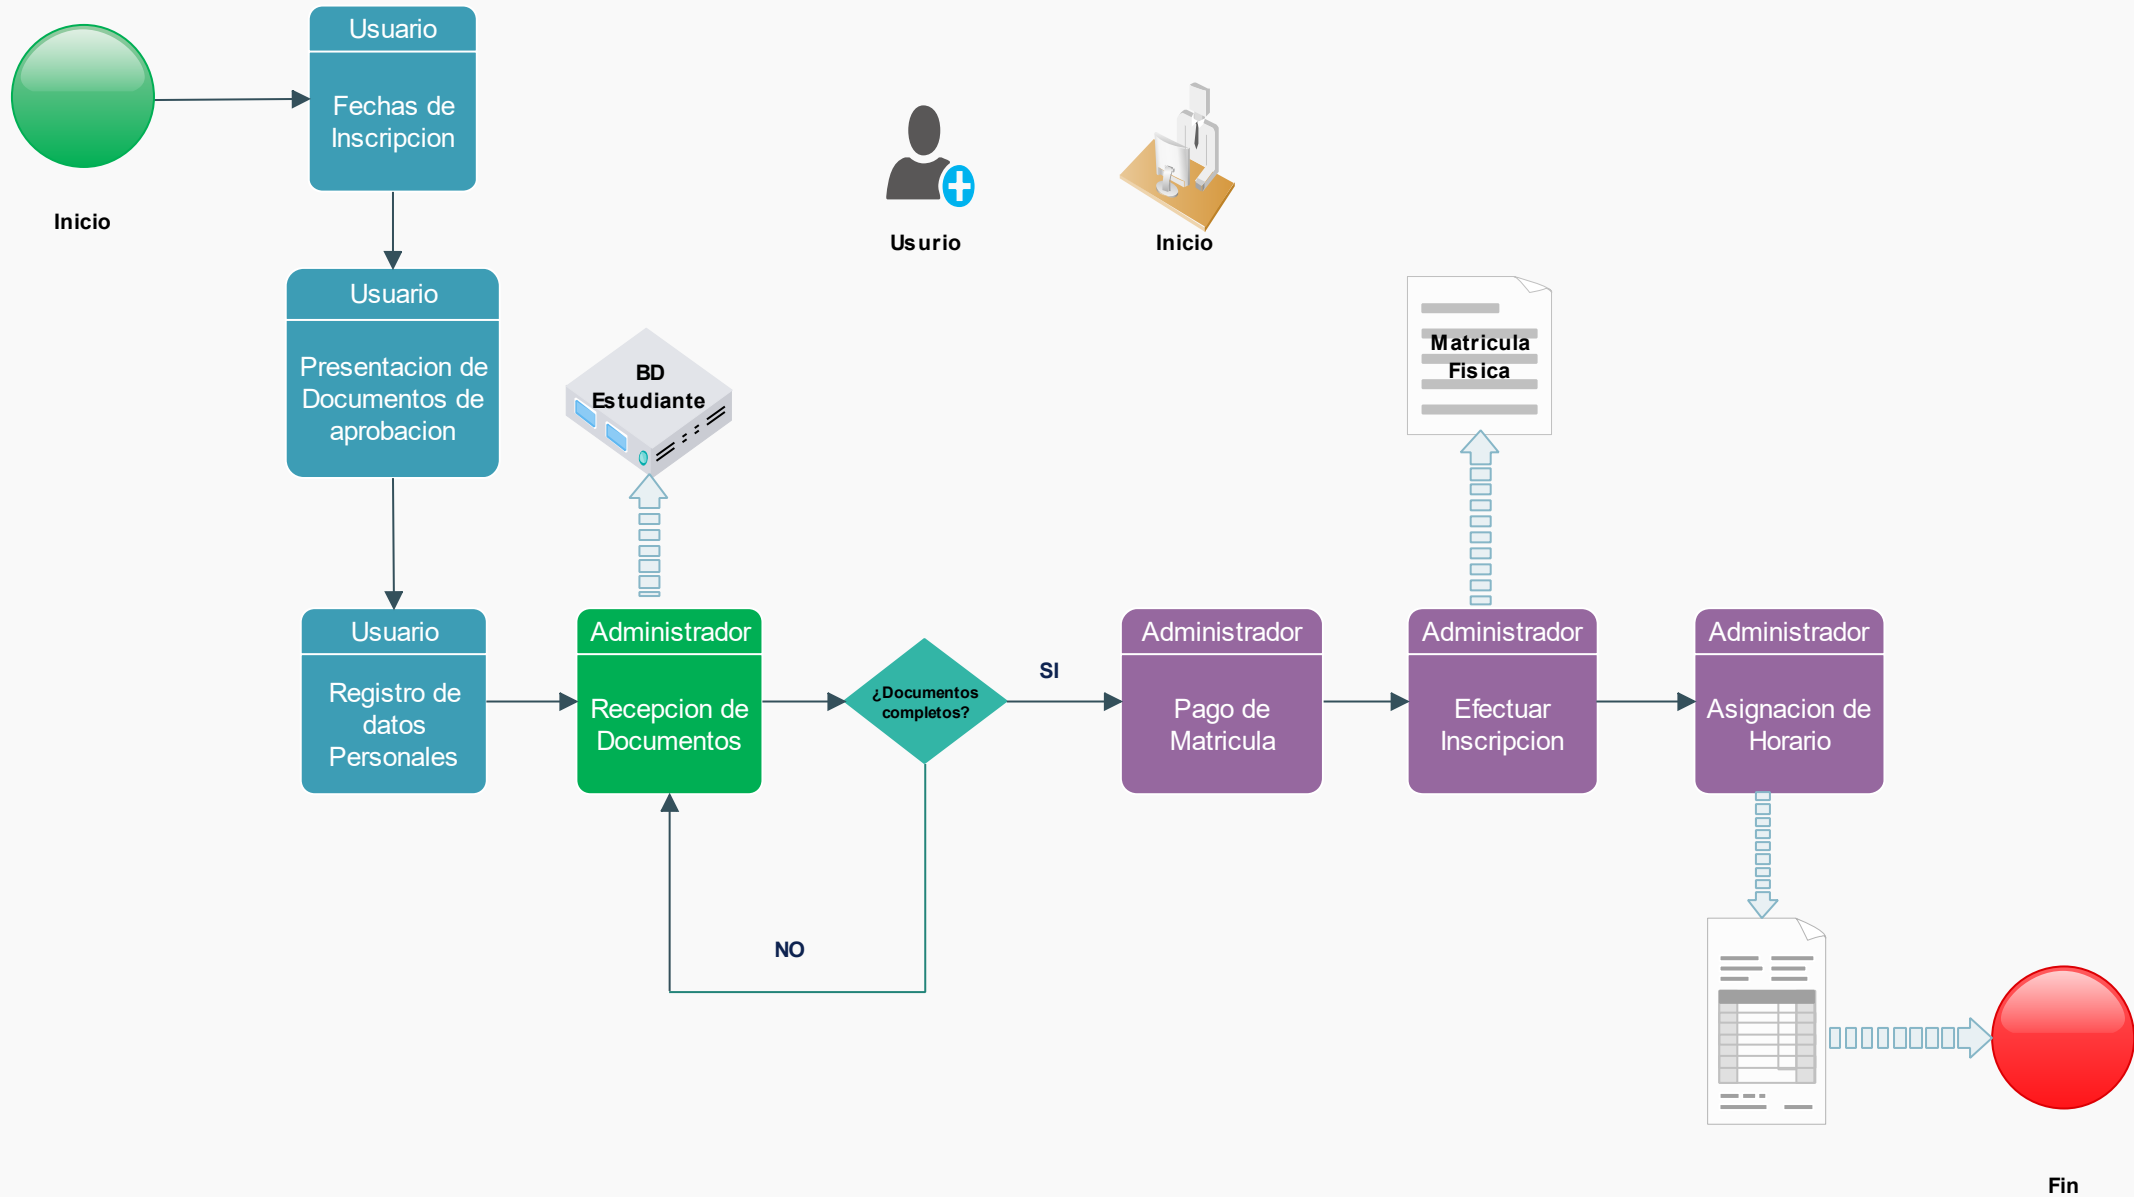 Usuario
Fechas de
Inscripcion
Inicio
Usurio
Inicio
Usuario
Presentacion de
Documentos de
aprobacion
BD
Estudiante
Matricula
Fisica
Usuario
Registro de
datos
Personales
Administrador
Recepcion de
Documentos
¿Documentos
completos?
SI
NO
Administrador
Pago de
Matricula
Administrador
Efectuar
Inscripcion
Administrador
Asignacion de
Horario
Fin